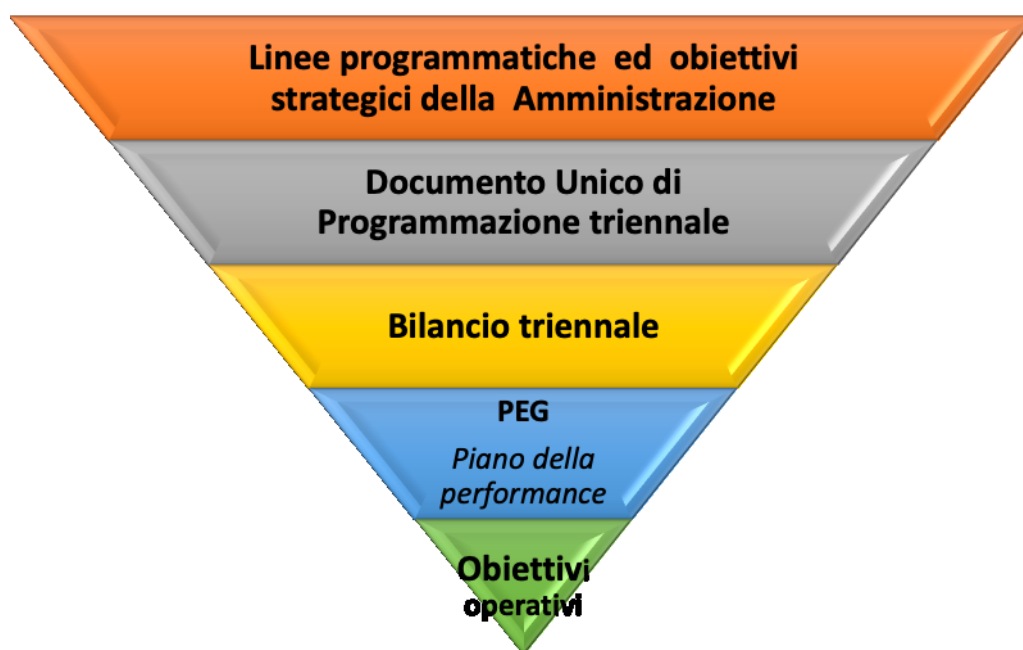 Linee programmatiche ed obiettivi
strategici della Amministrazione
Documento Unico di
Programmazione triennale
Bilancio triennale
PEG
Piano della
performance
Obiettivi
operativi